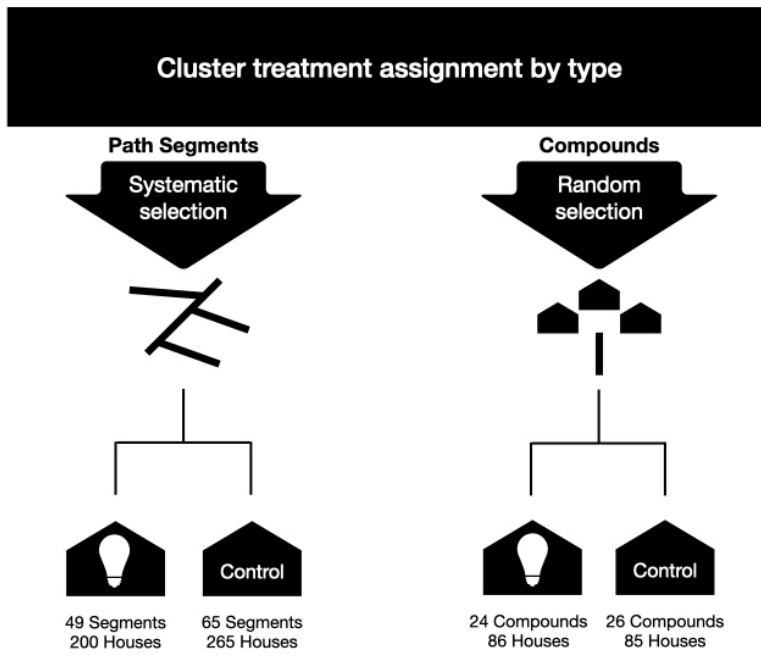 Cluster treatment assignment by type
Path Segments
Systematic
selection
Control
49 Segments
200 Houses
65 Segments
265 Houses
Compounds
Random
selection
Control
24 Compounds
86 Houses
26 Compounds
85 Houses